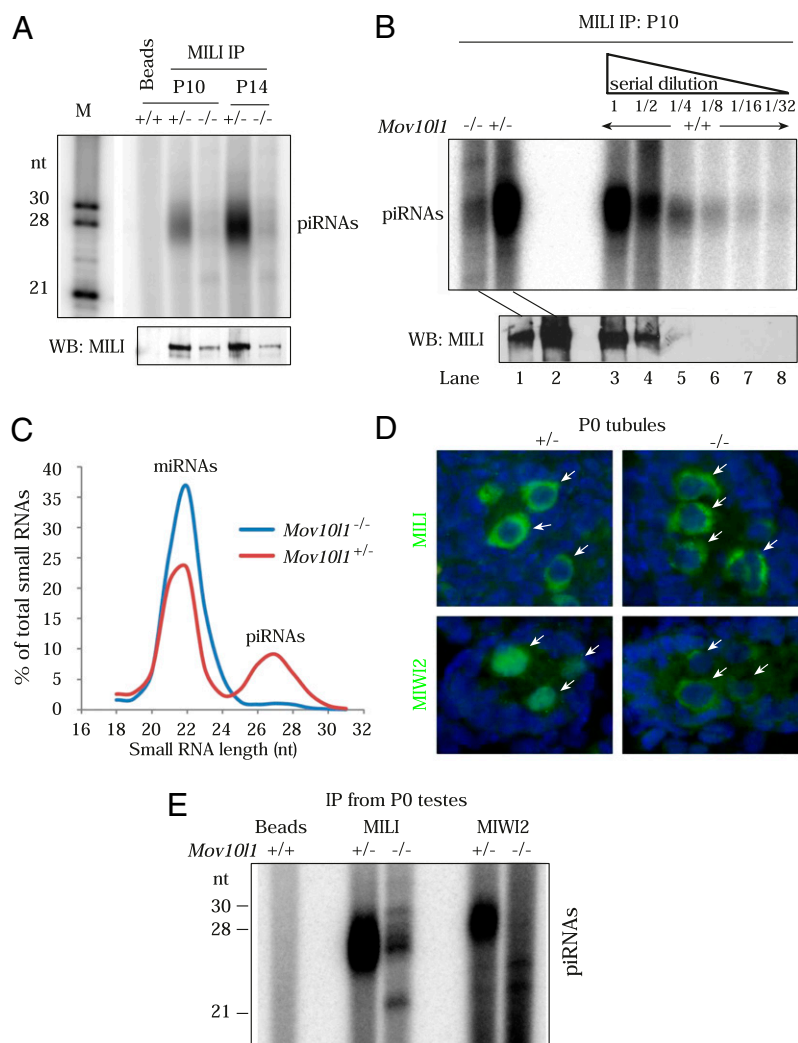 A
Beads
MILI IP
P10 P14
M
+/+ +/- -/- +/- -/-
nt
30
28
21
piRNAs
WB: MILI
B
MILI IP: P10
serial dilution
1 1/2 1/4 1/8 1/16 1/32
Mov10l1 -/- +/- +/+
piRNAs
WB: MILI
Lane 1 2 3 4 5 6 7 8
C
% of total small RNAs
40
35
30
25
20
15
10
5
0
miRNAs
Mov10l1-/-
Mov10l1+/-
piRNAs
16 18 20 22 24 26 28 30 32
Small RNA length (nt)
D
P0 tubules
+/- -/-
MILI
MIWI2
E
IP from P0 testes
Beads MILI MIWI2
Mov10l1 +/+ +/- -/- +/- -/-
nt
30
28
21
piRNAs